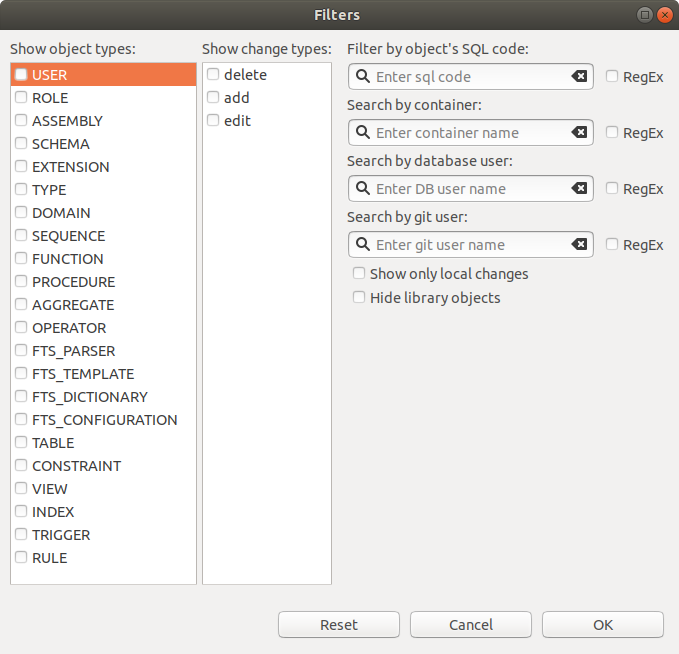 Filters
Show object types:
USER
ROLE
ASSEMBLY
SCHEMA
EXTENSION
TYPE
DOMAIN
SEQUENCE
FUNCTION
PROCEDURE
AGGREGATE
OPERATOR
FTS_PARSER
FTS_TEMPLATE
FTS_DICTIONARY
FTS_CONFIGURATION
TABLE
CONSTRAINT
VIEW
INDEX
TRIGGER
RULE
Show change types:
delete
add
edit
Filter by object's SQL code:
Enter sql code RegEx
Search by container:
Enter container name RegEx
Search by database user:
Enter DB user name RegEx
Search by git user:
Enter git user name RegEx
Show only local changes
Hide library objects
Reset Cancel OK